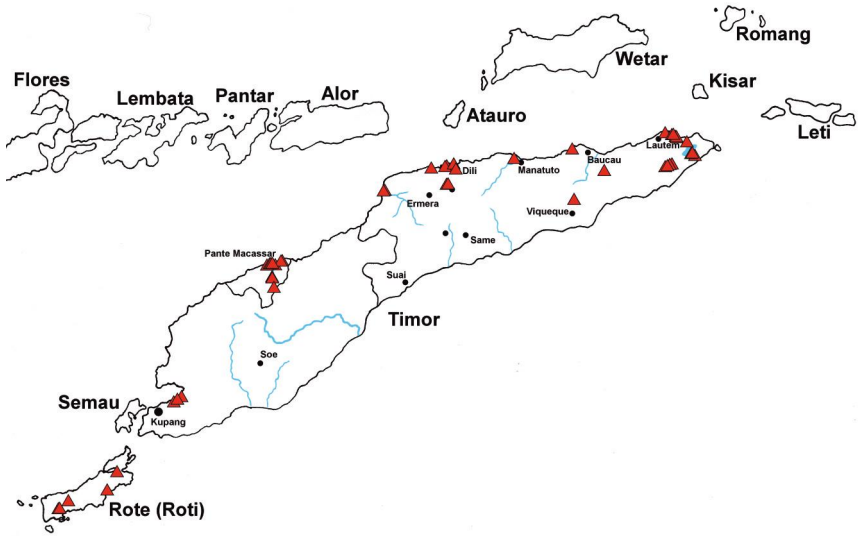 Romang
Wetar
Flores
Kisar
Lembata
Pantar
Alor
Atauro
Leti
Lautem
Baucau
Dili
Manatuto
Ermera
Viqueque
Same
Pante Macassar
Suai
Timor
Soe
Semau
Kupang
Rote (Roti)